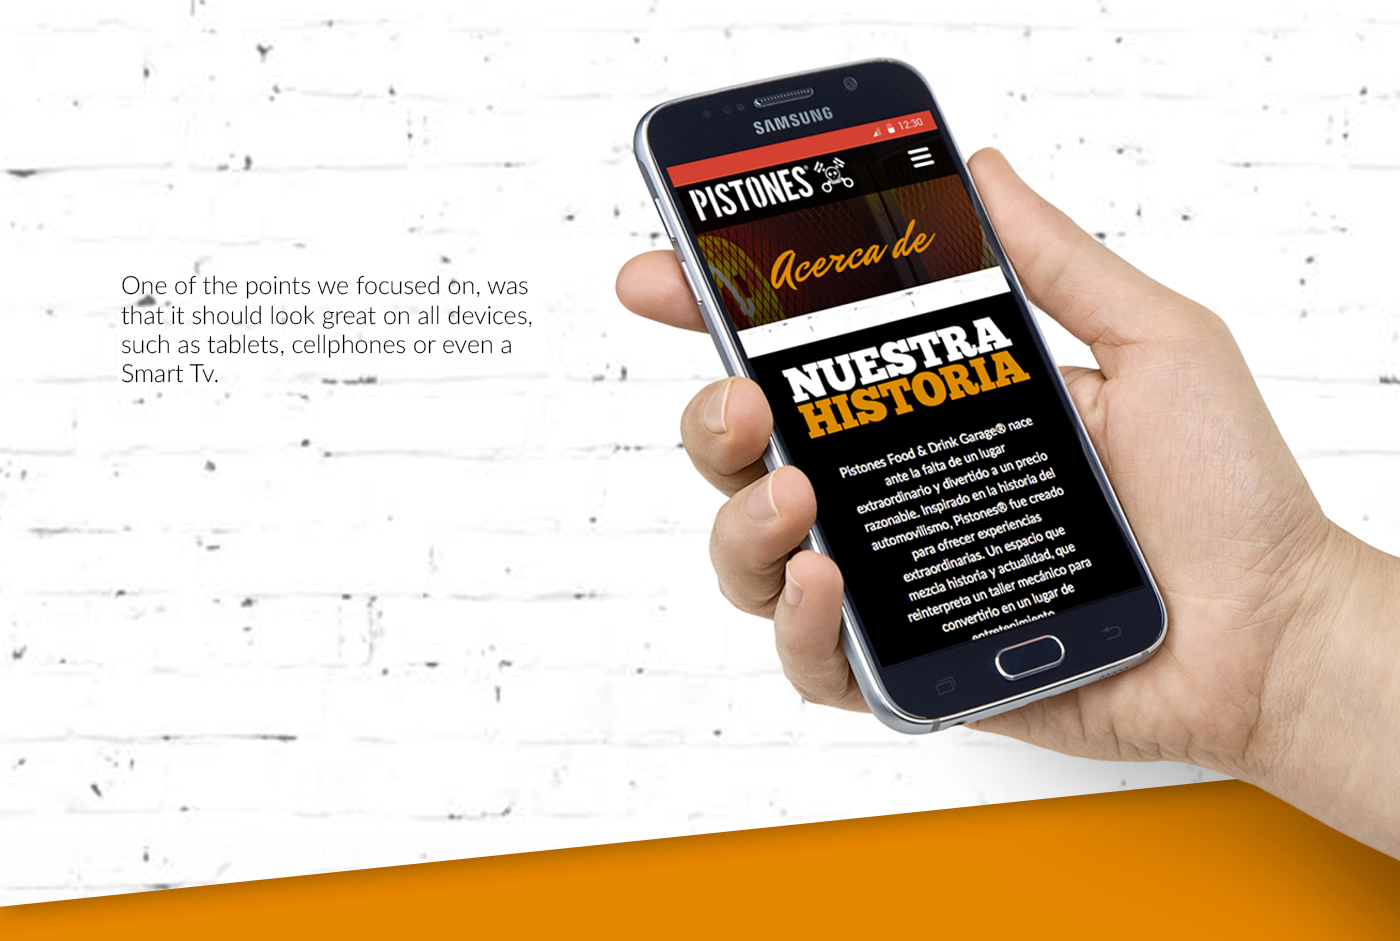 One of the points we focused on, was
that it should look great on all devices,
such as tablets, cellphones or even a
Smart Tv.
SAMSUNG
12:30
PISTONES®
Acerca de
NUESTRA
HISTORIA
Pistones Food & Drink Garage® nace
ante la falta de un lugar
extraordinario y divertido a un precio
razonable. Inspirado en la historia del
automovilismo, Pistones® fue creado
para ofrecer experiencias
extraordinarias. Un espacio que
mezcla historia y actualidad, que
reinterpreta un taller mecánico para
convertirlo en un lugar de
entretenimiento